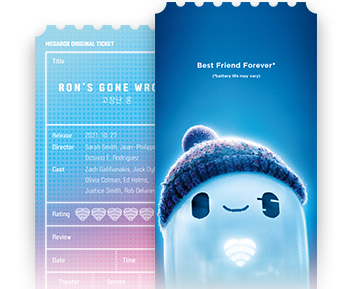 MEGABOX ORIGINAL TICKET
Title
RON'S GONE WRO
고장난 론
Release 2021. 10. 27
Director Sarah Smith, Jean-Philippe
Octavio E. Rodriguez
Cast Zach Galifianakis, Jack
Olivia Colman, Ed Helms,
Justice Smith, Rob Delaney
Rating
Review
Date Time
Theater Screen
Best Friend Forever*
(*battery life may vary)